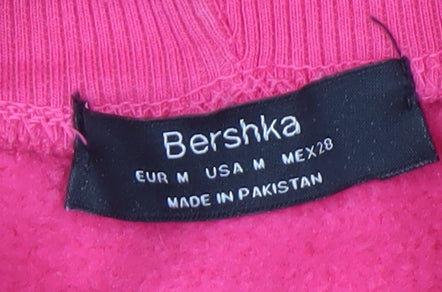 Bershka
EUR M USA M MEX28
MADE IN PAKISTAN